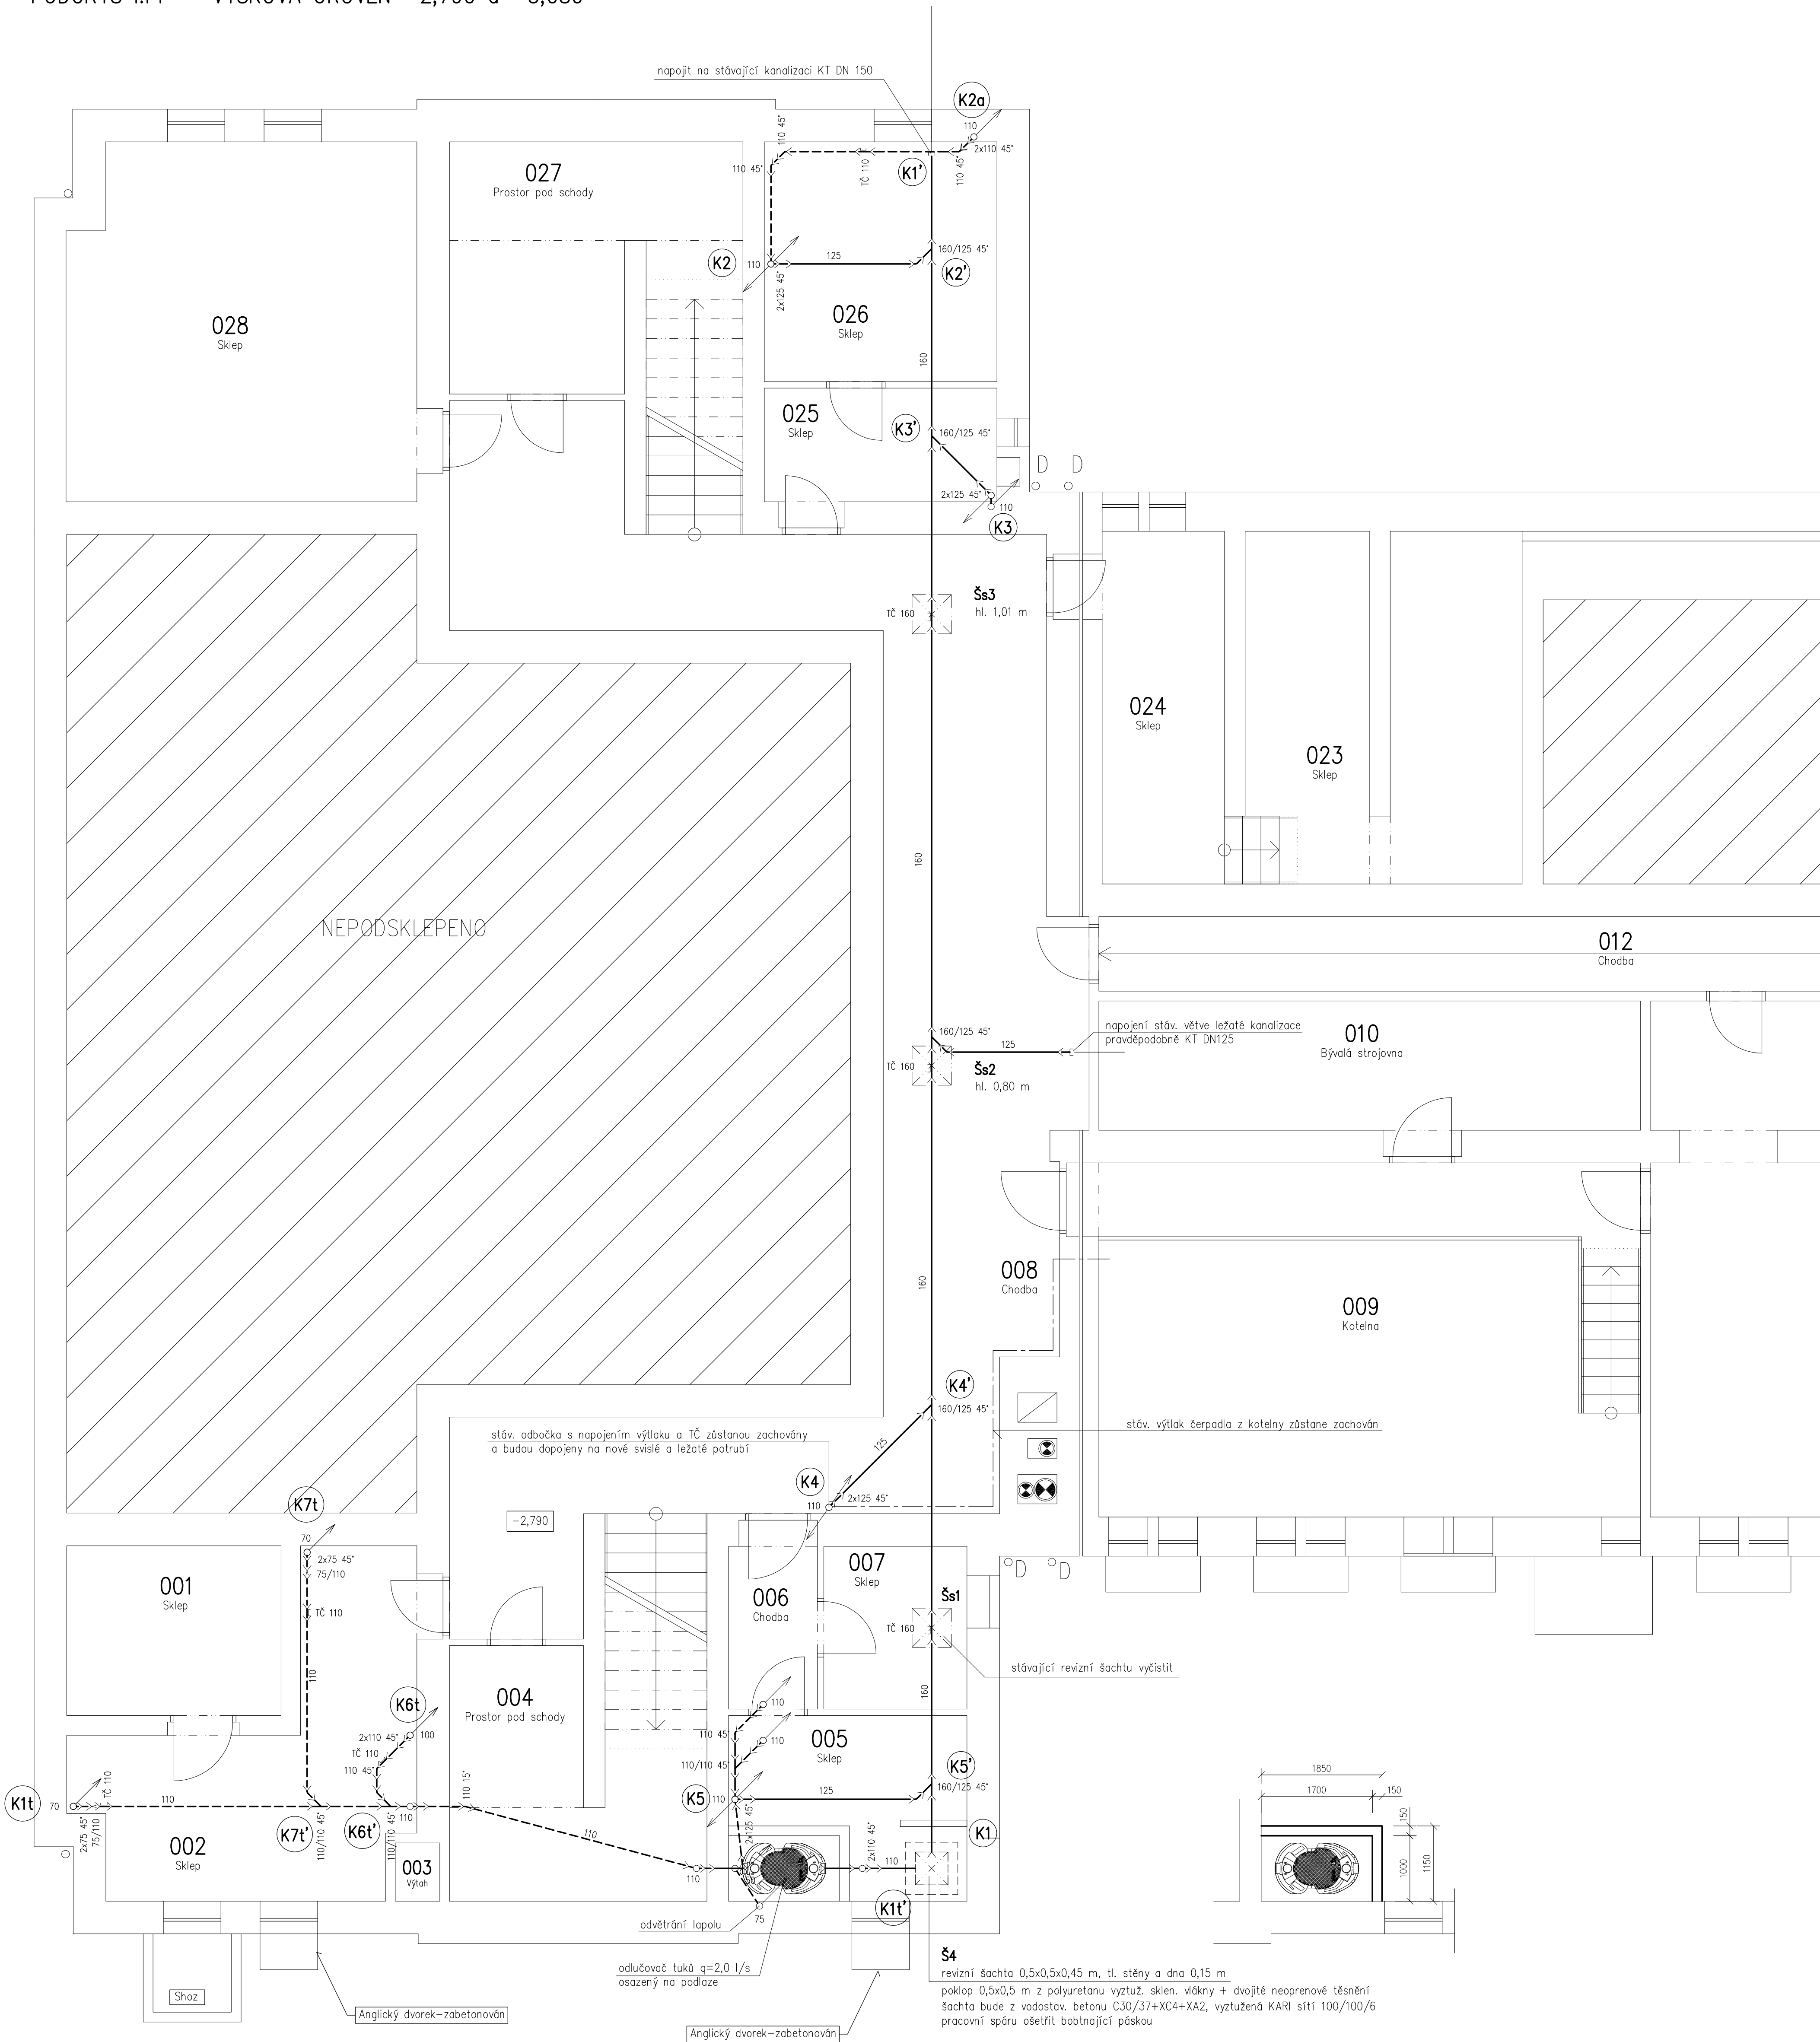 napojit na stávající kanalizaci KT DN 150
K2a
110
2x110 45°
110 45°
110 45°
TČ 110
110 45°
K1'
027
Prostor pod schody
K2
110
125
160/125 45°
K2'
2x125 45°
028
Sklep
026
Sklep
160
025
Sklep
K3'
160/125 45°
D D
2x125 45°
110
K3
Šs3
TČ 160
hl. 1,01 m
024
Sklep
023
Sklep
160
NEPODSKLEPENO
012
Chodba
160/125 45°
napojení stáv. větve ležaté kanalizace
pravděpodobně KT DN125
010
Bývalá strojovna
125
TČ 160
Šs2
hl. 0,80 m
160
008
Chodba
009
Kotelna
K4'
160/125 45°
stáv. výtlak čerpadla z kotelny zůstane zachován
stáv. odbočka s napojením výtlaku a TČ zůstanou zachovány
a budou dopojeny na nové svislé a ležaté potrubí
125
K4
2x125 45°
110
K7t
70
-2,790
2x75 45°
75/110
001
Sklep
007
Sklep
D
D
006
Chodba
Šs1
TČ 110
TČ 160
stávající revizní šachtu vyčistit
110
160
004
Prostor pod schody
K6t
100
2x110 45°
TČ 110
110 45°
110
110 45°
110
005
Sklep
110/110 45°
K5'
160/125 45°
K1t
70
TČ 110
110
110
110 15°
K5
110
125
2x75 45°
75/110
K7t'
110/110 45°
K6t'
110/110 45°
110
2x125 45°
K1
002
Sklep
003
Výtah
110
2x110 45°
110
K1t'
75
odvětrání lapolu
odlučovač tuků q=2,0 l/s
osazený na podlaze
1850
1700
150
150
1000
1150
Š4
revizní šachta 0,5x0,5x0,45 m, tl. stěny a dna 0,15 m
poklop 0,5x0,5 m z polyuretanu vyztuž. sklen. vlákny + dvojité neoprenové těsnění
šachta bude z vodostav. betonu C30/37+XC4+XA2, vyztužená KARI sítí 100/100/6
pracovní spáru ošetřit bobtnající páskou
Shoz
Anglický dvorek-zabetonován
Anglický dvorek-zabetonován